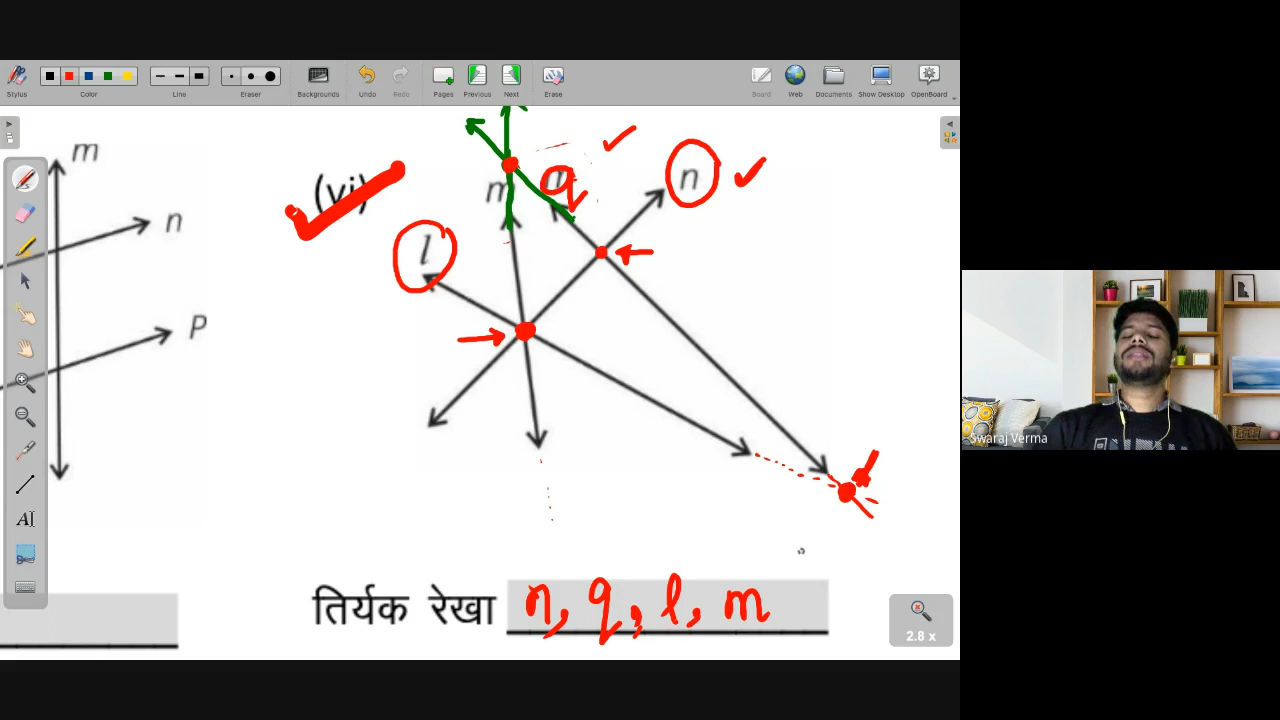 Stylus Color Line Eraser Backgrounds Undo Redo Pages Previous Next Erase Board Web Documents Show Desktop OpenBoard
m
n
P
(vi)
m
q
n
l
तिर्यक रेखा n, q, l, m
2.8 x
Swaraj Verma